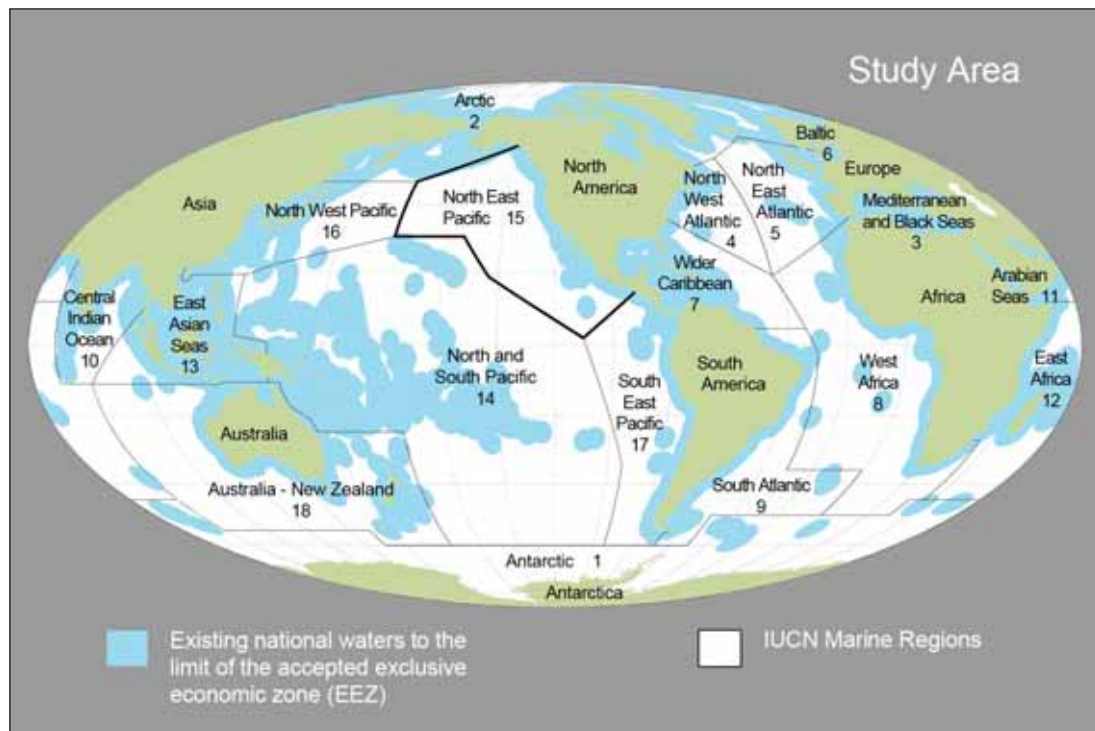 Study Area
Arctic
2
Baltic
6
Europe
North
America
North
West
Atlantic
4
North
East
Atlantic
5
Asia
North West Pacific
16
North East
Pacific 15
Mediterranean
and Black Seas
3
Wider
Caribbean
7
Africa
Arabian
Seas 11
Central
Indian
Ocean
10
East
Asian
Seas
13
North and
South Pacific
14
South
East
Pacific
17
South
America
West
Africa
8
East
Africa
12
Australia
Australia - New Zealand
18
South Atlantic
9
Antarctic 1
Antarctica
Existing national waters to the
limit of the accepted exclusive
economic zone (EEZ)
IUCN Marine Regions